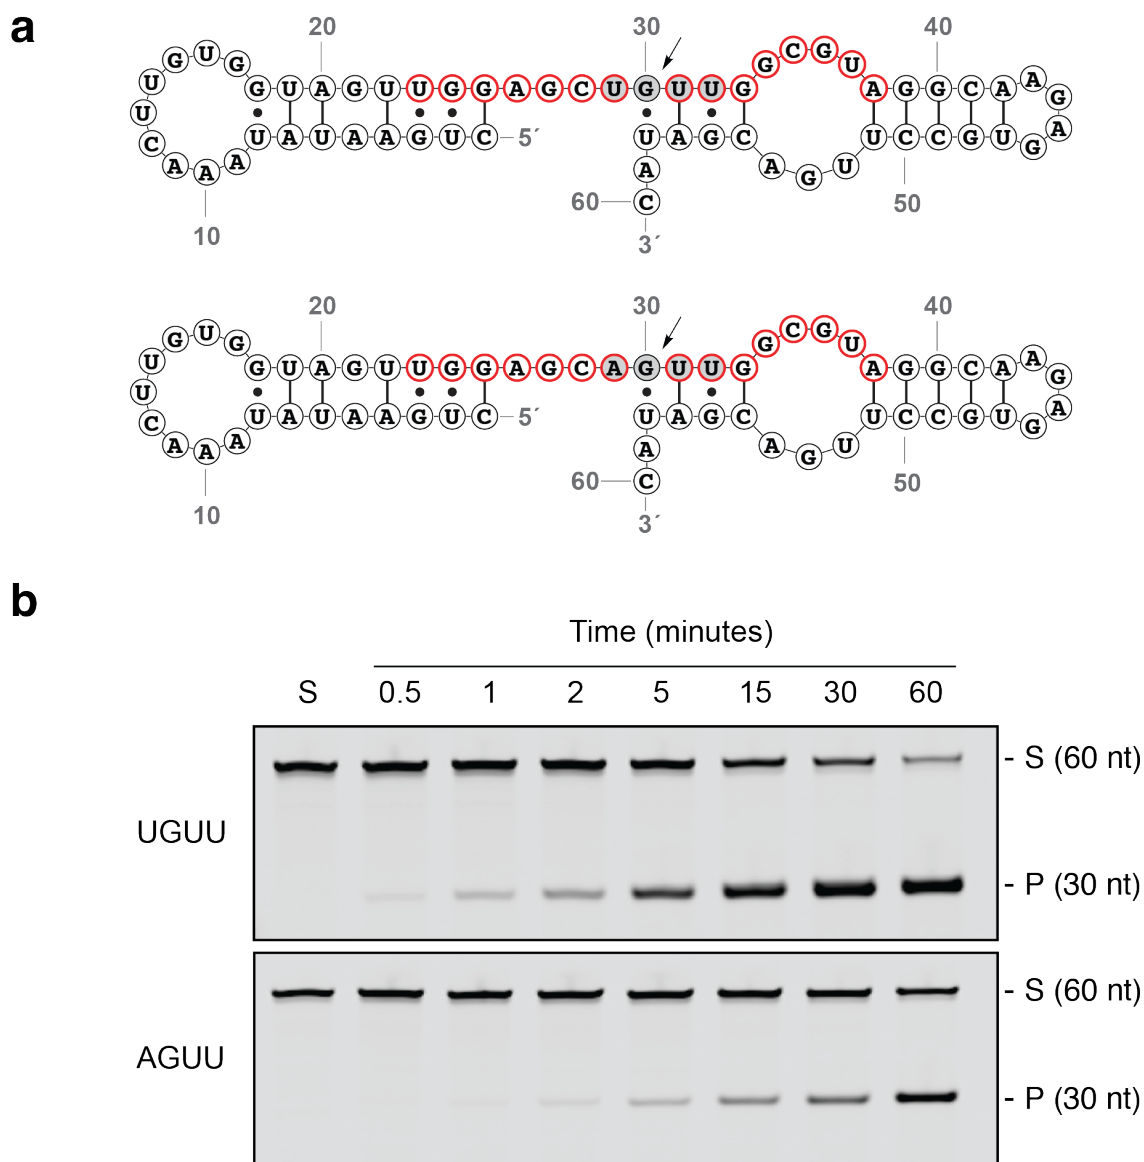 a
20 30 40
U G U G G U A G U U G G A G C U G U U G G C G U A G G C A A G A
U C A A A U A U A A G U C 5´ U A G C A G U U C C G U G
A
60 C 50
10 3´
20 30 40
U G U G G U A G U U G G A G C A G U U G G C G U A G G C A A G A
U C A A A U A U A A G U C 5´ U A G C A G U U C C G U G
A
60 C 50
10 3´
b
Time (minutes)
S 0.5 1 2 5 15 30 60
- S (60 nt)
UGUU
- P (30 nt)
- S (60 nt)
AGUU
- P (30 nt)